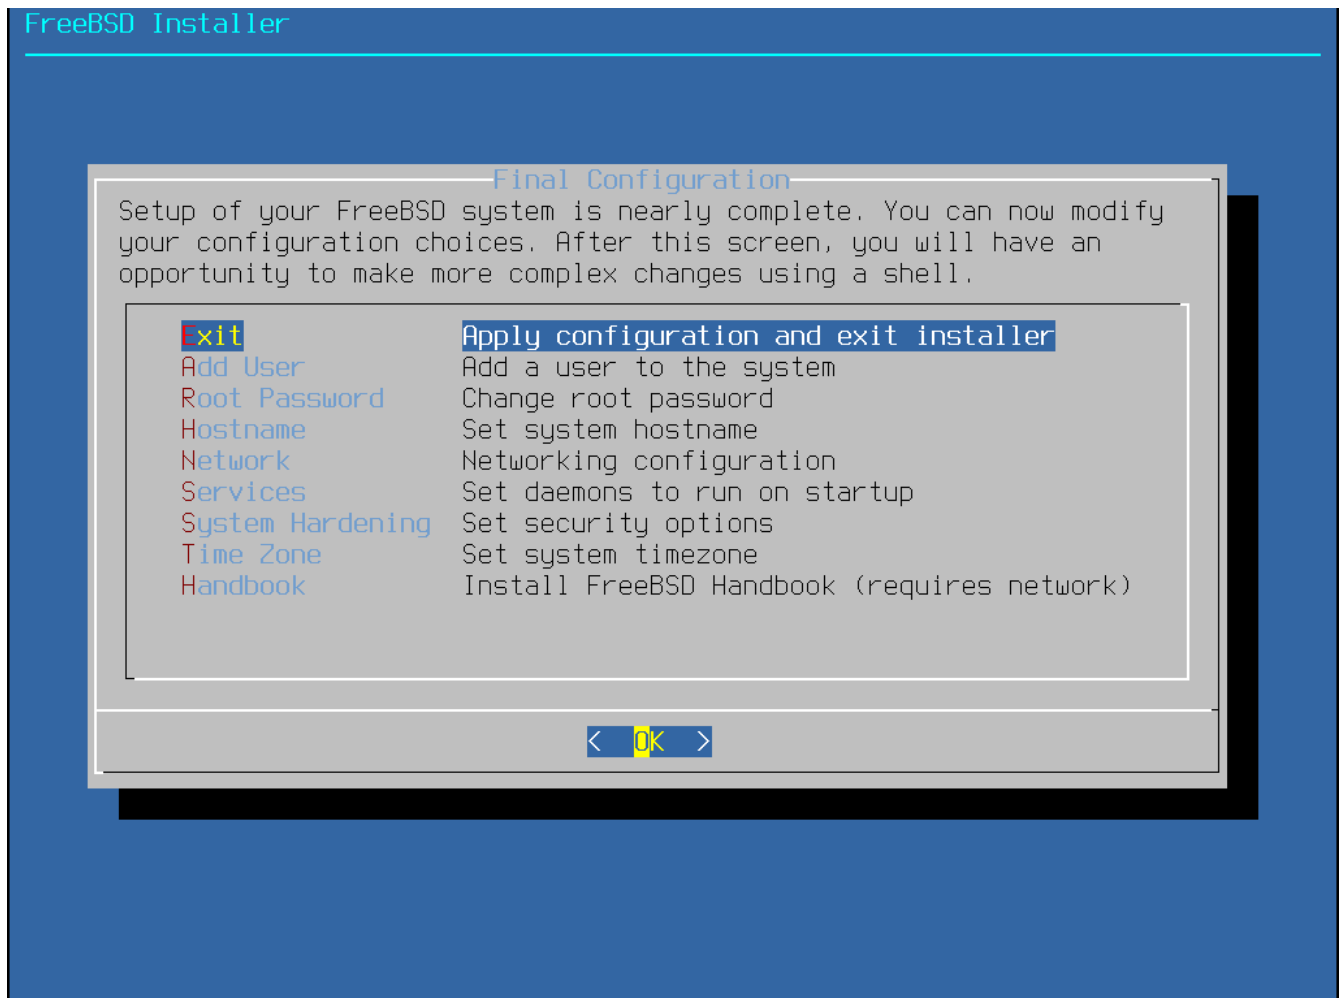 FreeBSD Installer
Final Configuration
Setup of your FreeBSD system is nearly complete. You can now modify
your configuration choices. After this screen, you will have an
opportunity to make more complex changes using a shell.
Exit Apply configuration and exit installer
Add User Add a user to the system
Root Password Change root password
Hostname Set system hostname
Network Networking configuration
Services Set daemons to run on startup
System Hardening Set security options
Time Zone Set system timezone
Handbook Install FreeBSD Handbook (requires network)
< OK >